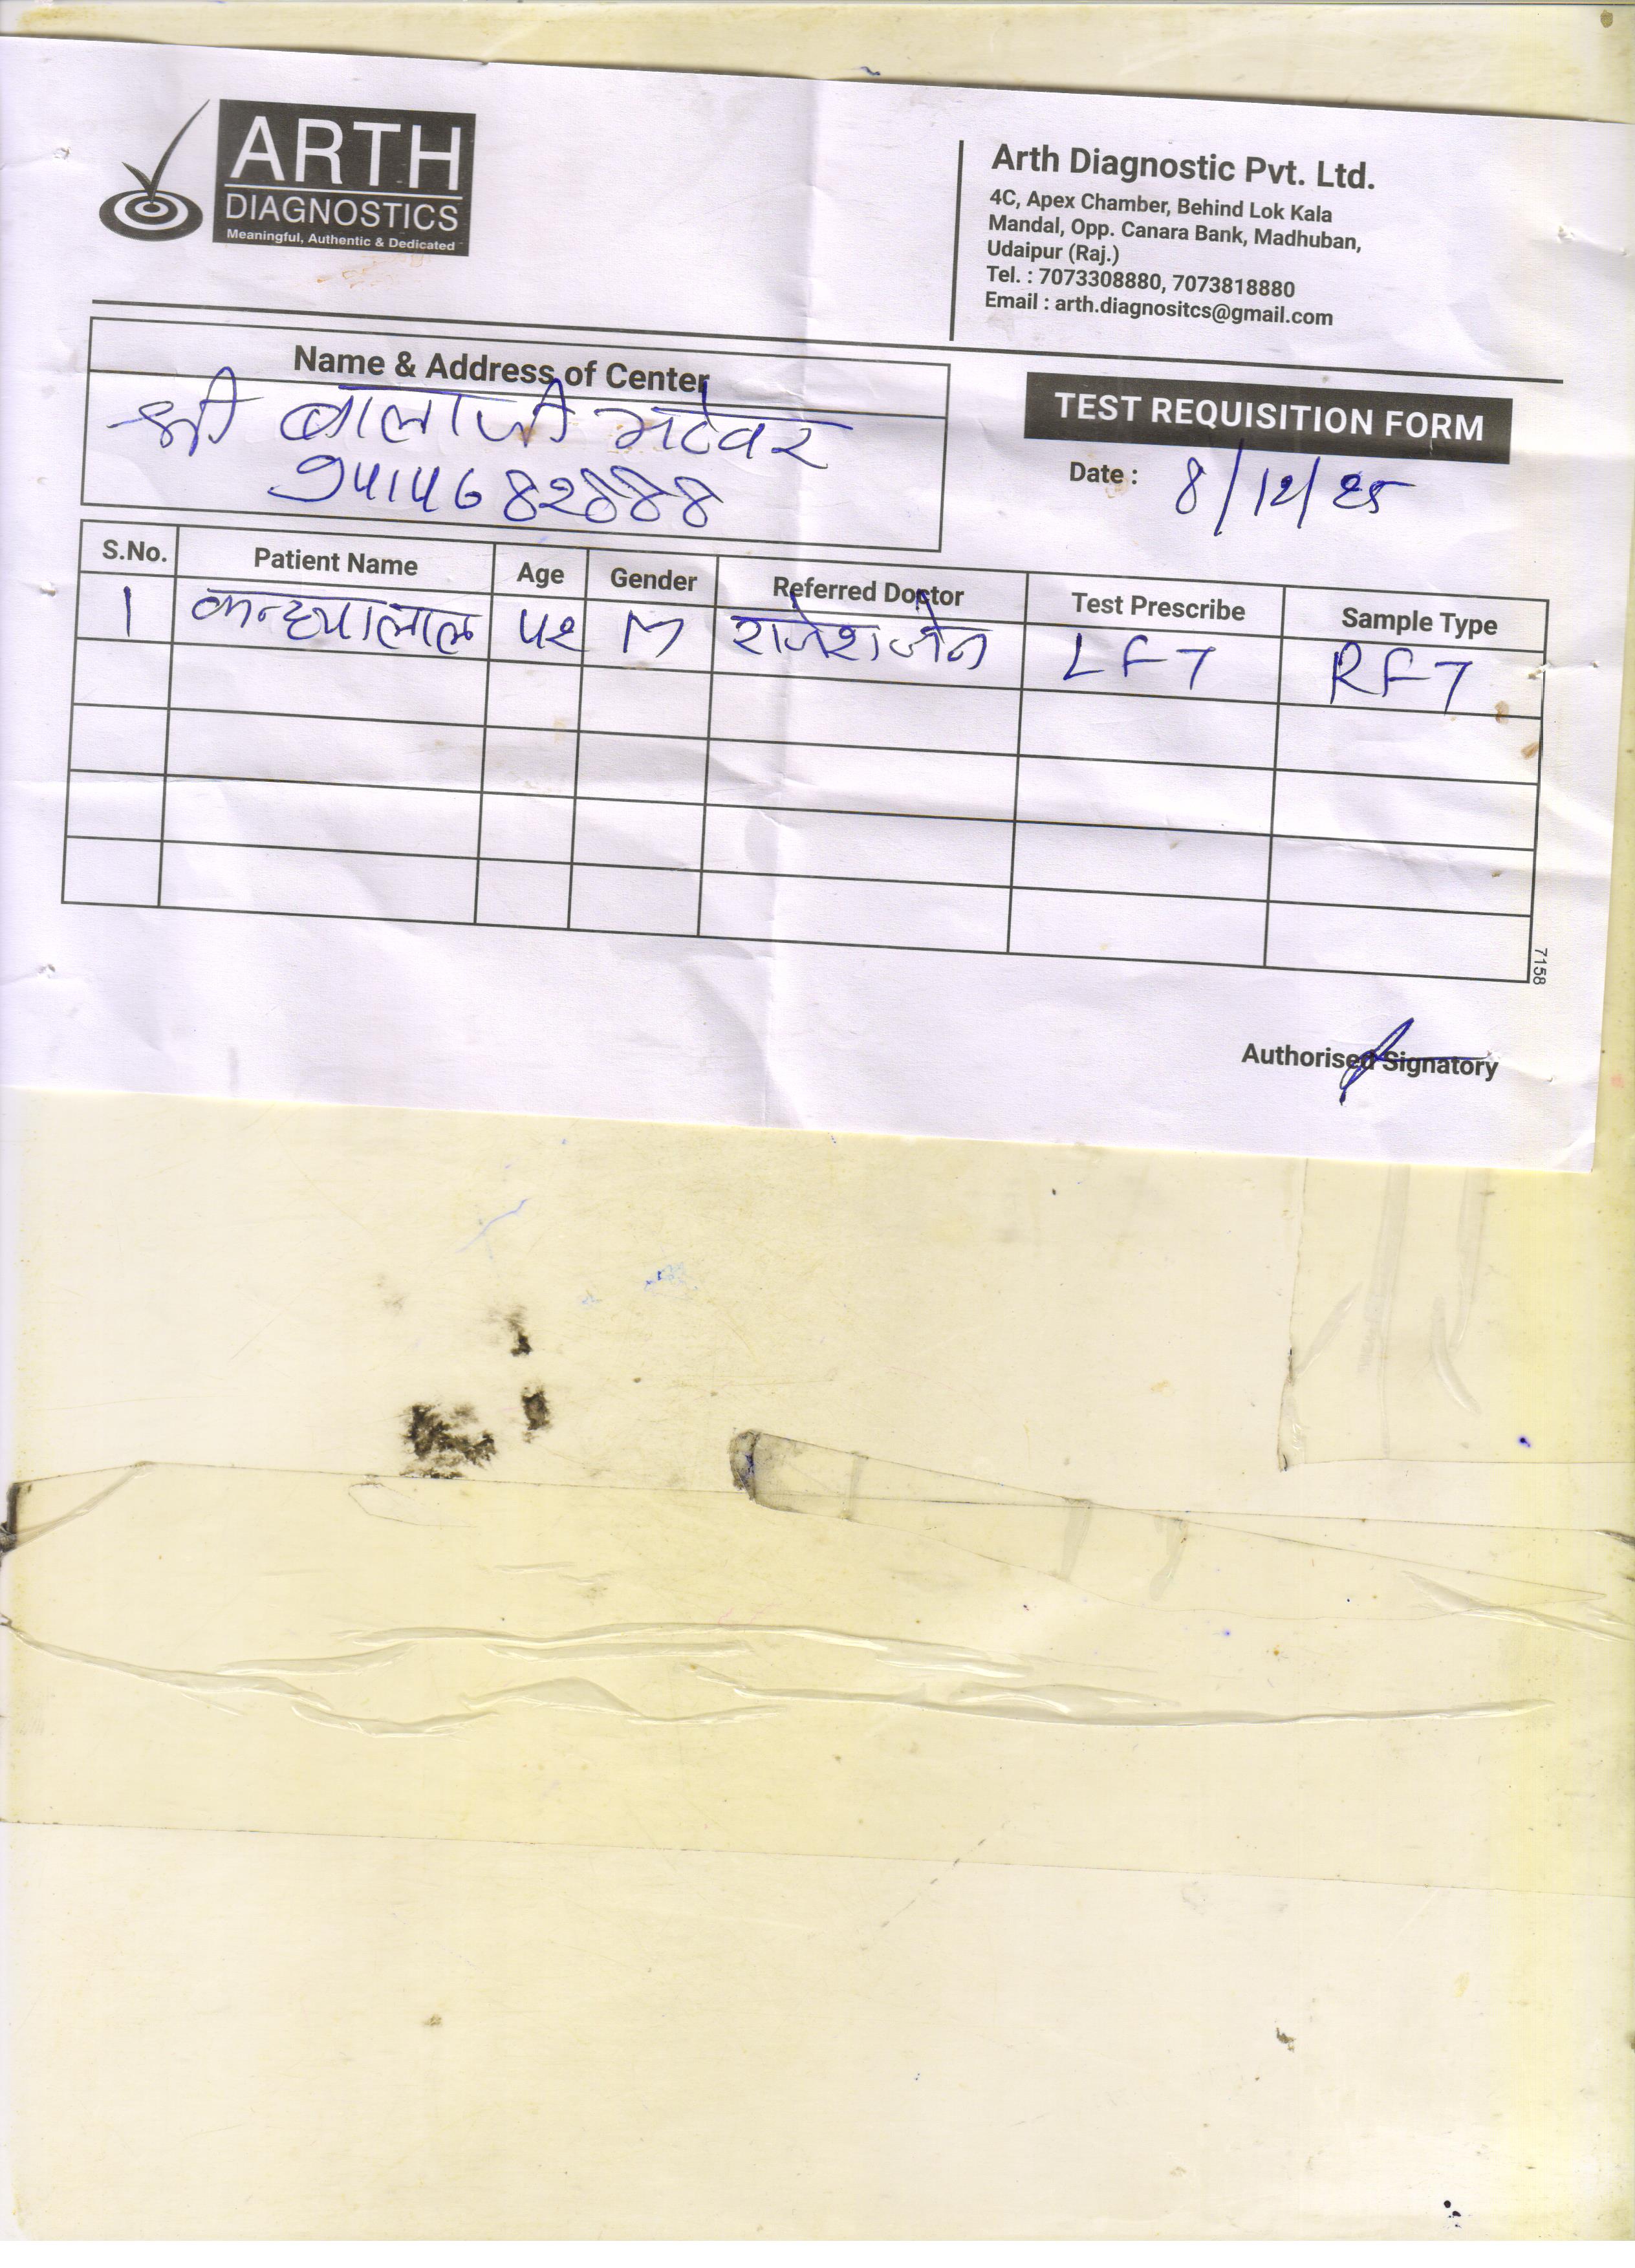 ARTH
DIAGNOSTICS
Meaningful, Authentic & Dedicated
Arth Diagnostic Pvt. Ltd.
4C, Apex Chamber, Behind Lok Kala
Mandal, Opp. Canara Bank, Madhuban,
Udaipur (Raj.)
Tel. : 7073308880, 7073818880
Email : arth.diagnositcs@gmail.com
Name & Address of Center
श्री बालाजी भटेवर
9414682888
TEST REQUISITION FORM
Date : 8/12/25
S.No. Patient Name Age Gender Referred Doctor Test Prescribe Sample Type
1 कन्हैयालाल 52 M राजेश जैन LFT RFT
7158
Authorised Signatory